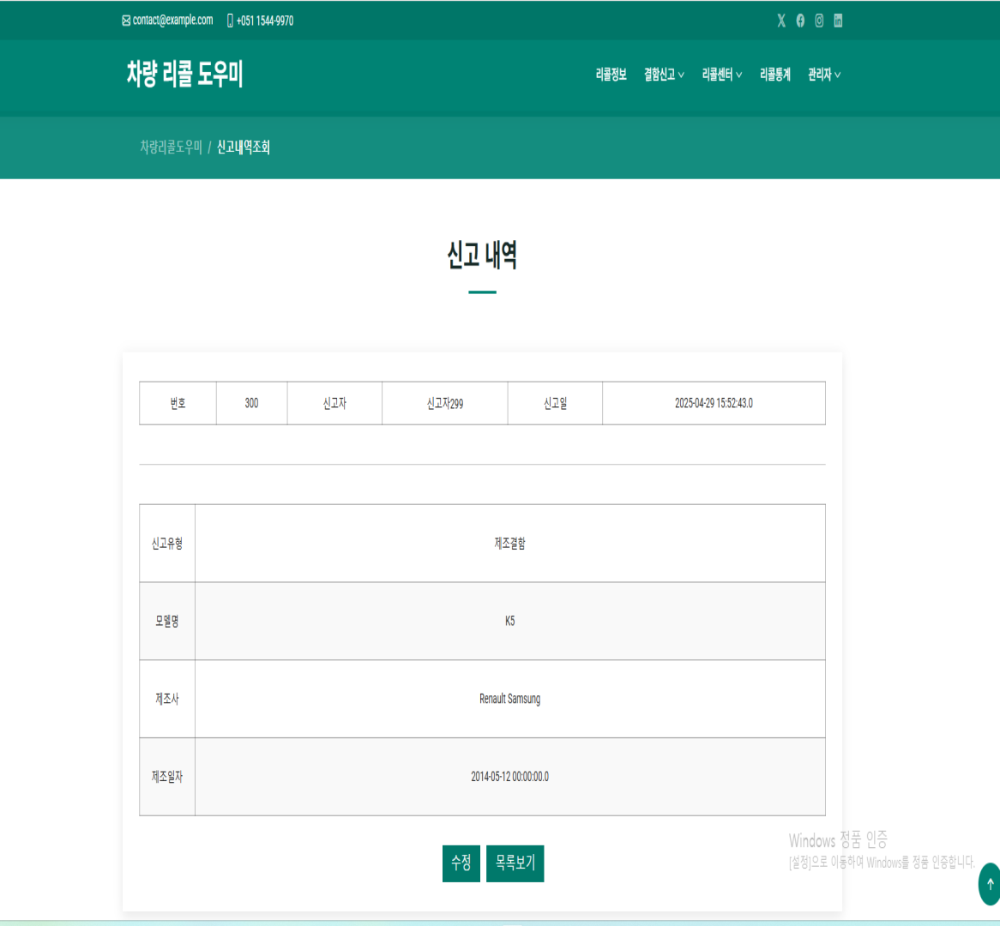 contact@example.com +051 1544-9970
차량 리콜 도우미
리콜정보 결함신고 리콜센터 리콜통계 관리자
차량리콜도우미 / 신고내역조회
신고 내역
번호 300 신고자 신고자299 신고일 2025-04-29 15:52:43.0
신고유형 제조결함
모델명 K5
제조사 Renault Samsung
제조일자 2014-05-12 00:00:00.0
수정 목록보기
Windows 정품 인증
[설정]으로 이동하여 Windows를 정품 인증합니다.